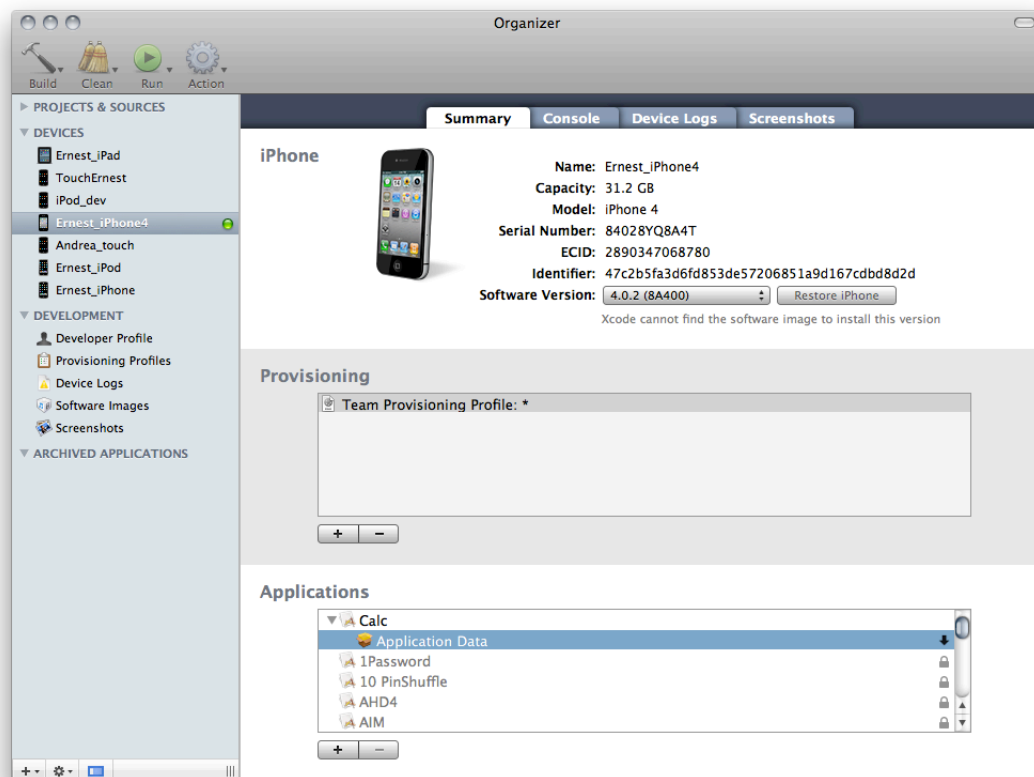 Organizer
Build Clean Run Action
PROJECTS & SOURCES
DEVICES
Ernest_iPad
TouchErnest
iPod_dev
Ernest_iPhone4
Andrea_touch
Ernest_iPod
Ernest_iPhone
DEVELOPMENT
Developer Profile
Provisioning Profiles
Device Logs
Software Images
Screenshots
ARCHIVED APPLICATIONS
Summary Console Device Logs Screenshots
iPhone
Name: Ernest_iPhone4
Capacity: 31.2 GB
Model: iPhone 4
Serial Number: 84028YQ8A4T
ECID: 2890347068780
Identifier: 47c2b5fa3d6fd853de57206851a9d167cdbd8d2d
Software Version: 4.0.2 (8A400) Restore iPhone
Xcode cannot find the software image to install this version
Provisioning
Team Provisioning Profile: *
+ −
Applications
Calc
Application Data
1Password
10 PinShuffle
AHD4
AIM
+ −